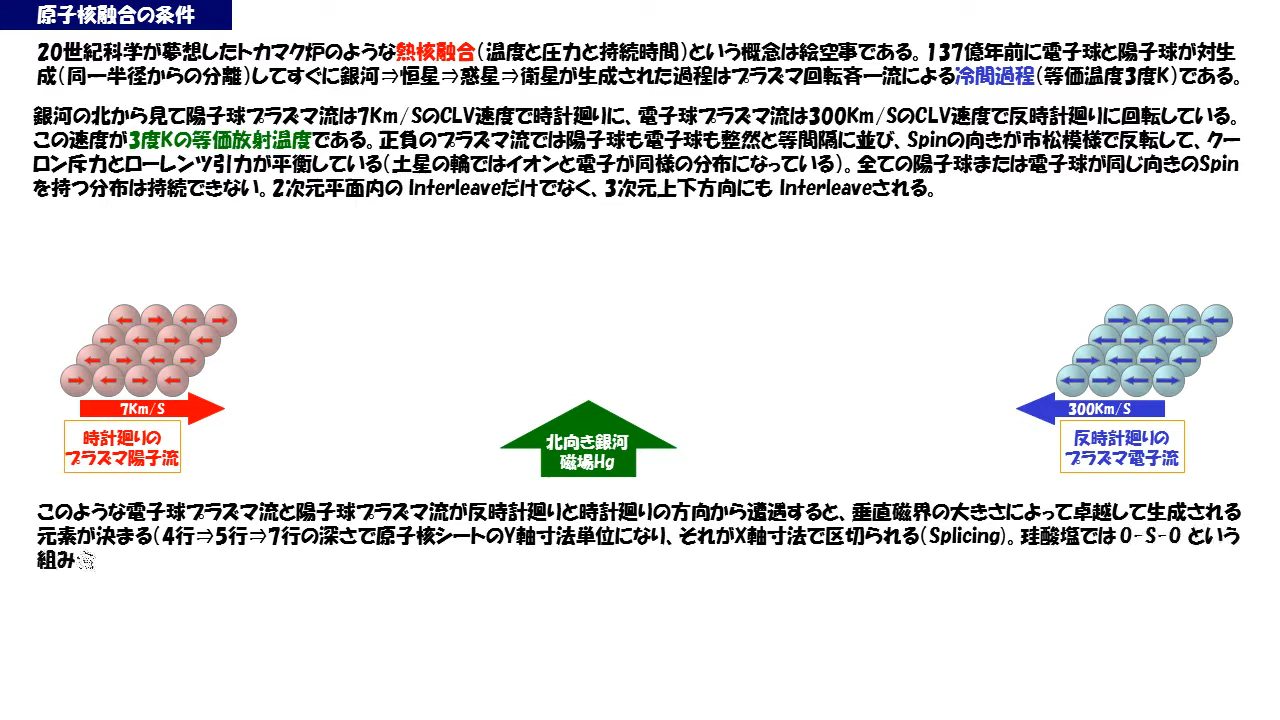 原子核融合の条件
20世紀科学が夢想したトカマク炉のような熱核融合(温度と圧力と持続時間)という概念は絵空事である。137億年前に電子球と陽子球が対生
成(同一半径からの分離)してすぐに銀河⇒恒星⇒惑星⇒衛星が生成された過程はプラズマ回転斉一流による冷間過程(等価温度3度K)である。
銀河の北から見て陽子球プラズマ流は7Km/SのCLV速度で時計廻りに、電子球プラズマ流は300Km/SのCLV速度で反時計廻りに回転している。
この速度が3度Kの等価放射温度である。正負のプラズマ流では陽子球も電子球も整然と等間隔に並び、Spinの向きが市松模様で反転して、クー
ロン斥力とローレンツ引力が平衡している(土星の輪ではイオンと電子が同様の分布になっている)。全ての陽子球または電子球が同じ向きのSpin
を持つ分布は持続できない。2次元平面内の Interleaveだけでなく、3次元上下方向にも Interleaveされる。
7Km/S
300Km/S
時計廻りの
プラズマ陽子流
北向き銀河
磁場Hg
反時計廻りの
プラズマ電子流
このような電子球プラズマ流と陽子球プラズマ流が反時計廻りと時計廻りの方向から遭遇すると、垂直磁界の大きさによって卓越して生成される
元素が決まる(4行⇒5行⇒7行の深さで原子核シートのY軸寸法単位になり、それがX軸寸法で区切られる(Splicing)。珪酸塩では O-S-O という
組み